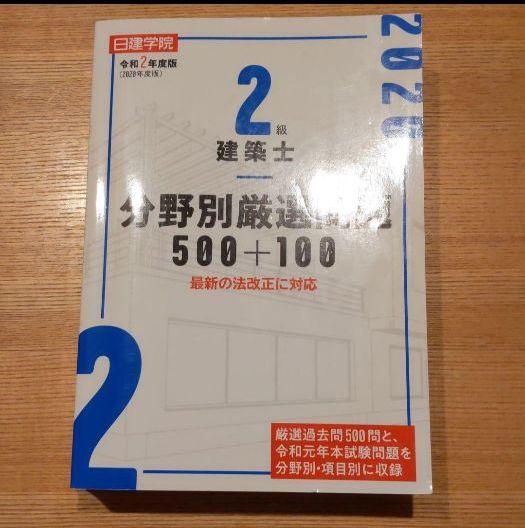 日建学院
令和2年度版
(2020年度版)
2020
2級
建築士
分野別厳選問題
500+100
最新の法改正に対応
2
厳選過去問500問と、
令和元年本試験問題を
分野別・項目別に収録